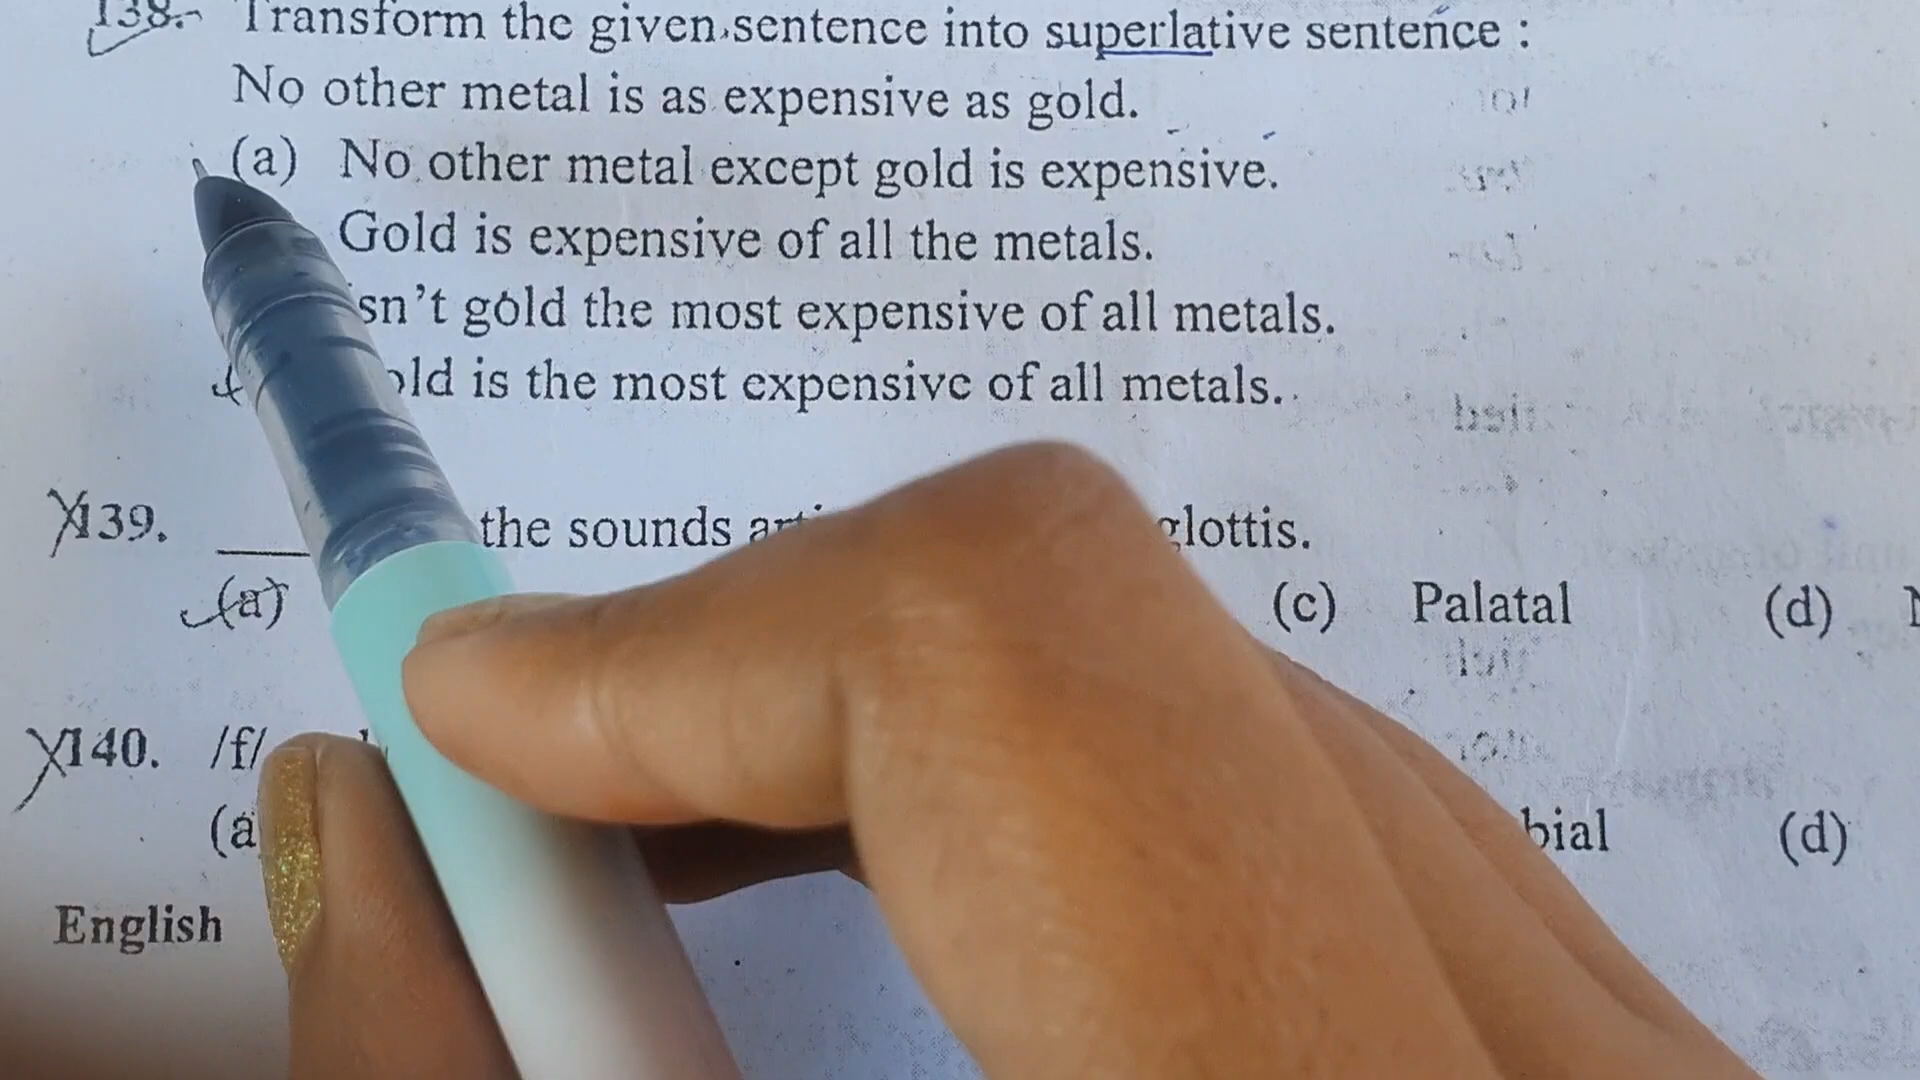 138. Transform the given sentence into superlative sentence :
No other metal is as expensive as gold.
(a) No other metal except gold is expensive.
Gold is expensive of all the metals.
sn't gold the most expensive of all metals.
old is the most expensive of all metals.
139. ____ the sounds glottis.
(a) (c) Palatal (d)
140. /f/
(a bial (d)
English